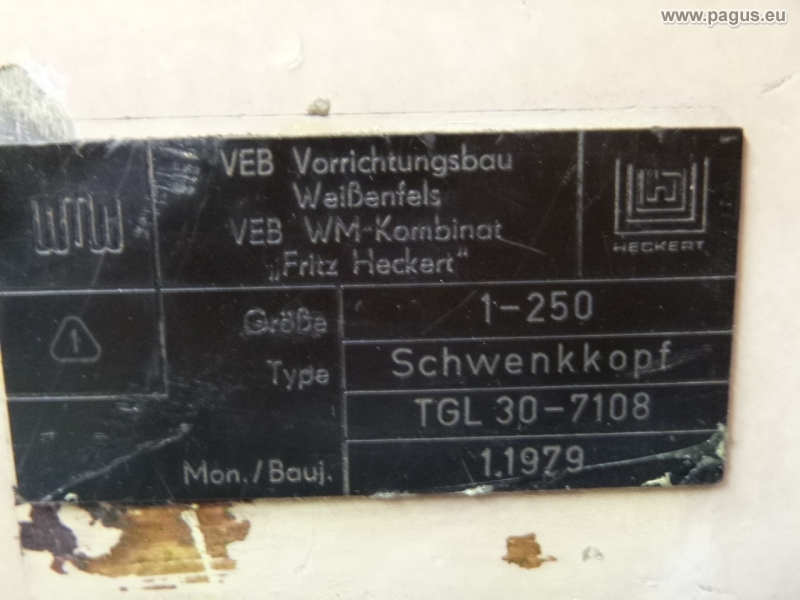 www.pagus.eu
VEB Vorrichtungsbau
Weißenfels
VEB WM-Kombinat
„Fritz Heckert"
HECKERT
1
Größe 1-250
Type Schwenkkopf
TGL 30-7108
Mon./Bauj. 1.1979